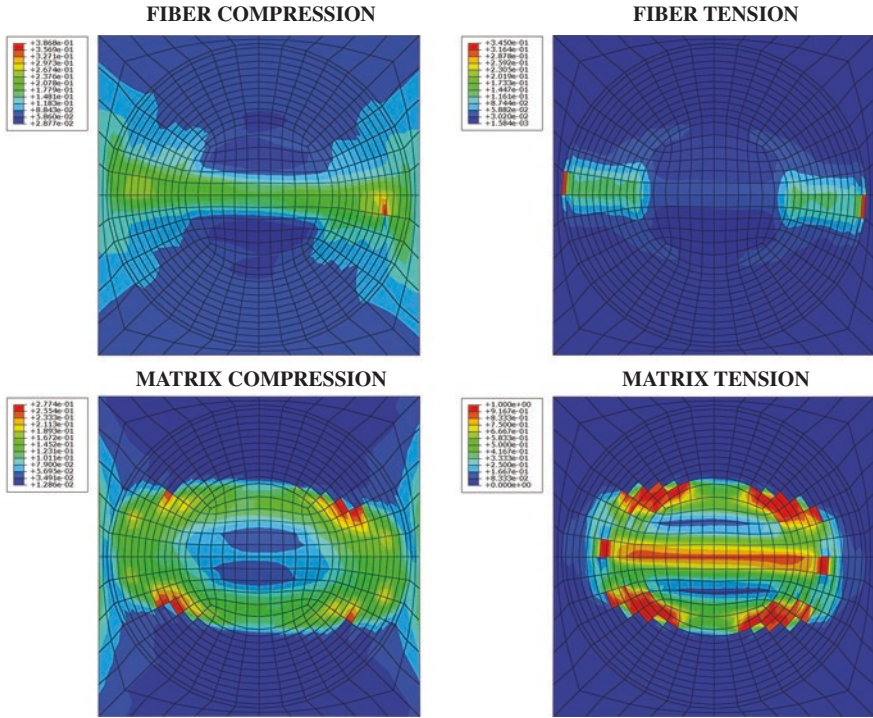 FIBER COMPRESSION
+3.868e-01
+3.569e-01
+3.271e-01
+2.973e-01
+2.674e-01
+2.376e-01
+2.078e-01
+1.779e-01
+1.481e-01
+1.183e-01
+8.843e-02
+5.860e-02
+2.877e-02
FIBER TENSION
+3.450e-01
+3.164e-01
+2.878e-01
+2.592e-01
+2.305e-01
+2.019e-01
+1.733e-01
+1.447e-01
+1.161e-01
+8.744e-02
+5.882e-02
+3.020e-02
+1.584e-03
MATRIX COMPRESSION
+2.774e-01
+2.554e-01
+2.333e-01
+2.113e-01
+1.893e-01
+1.672e-01
+1.452e-01
+1.231e-01
+1.011e-01
+7.900e-02
+5.695e-02
+3.491e-02
+1.286e-02
MATRIX TENSION
+1.000e+00
+9.167e-01
+8.333e-01
+7.500e-01
+6.667e-01
+5.833e-01
+5.000e-01
+4.167e-01
+3.333e-01
+2.500e-01
+1.667e-01
+8.333e-02
+0.000e+00